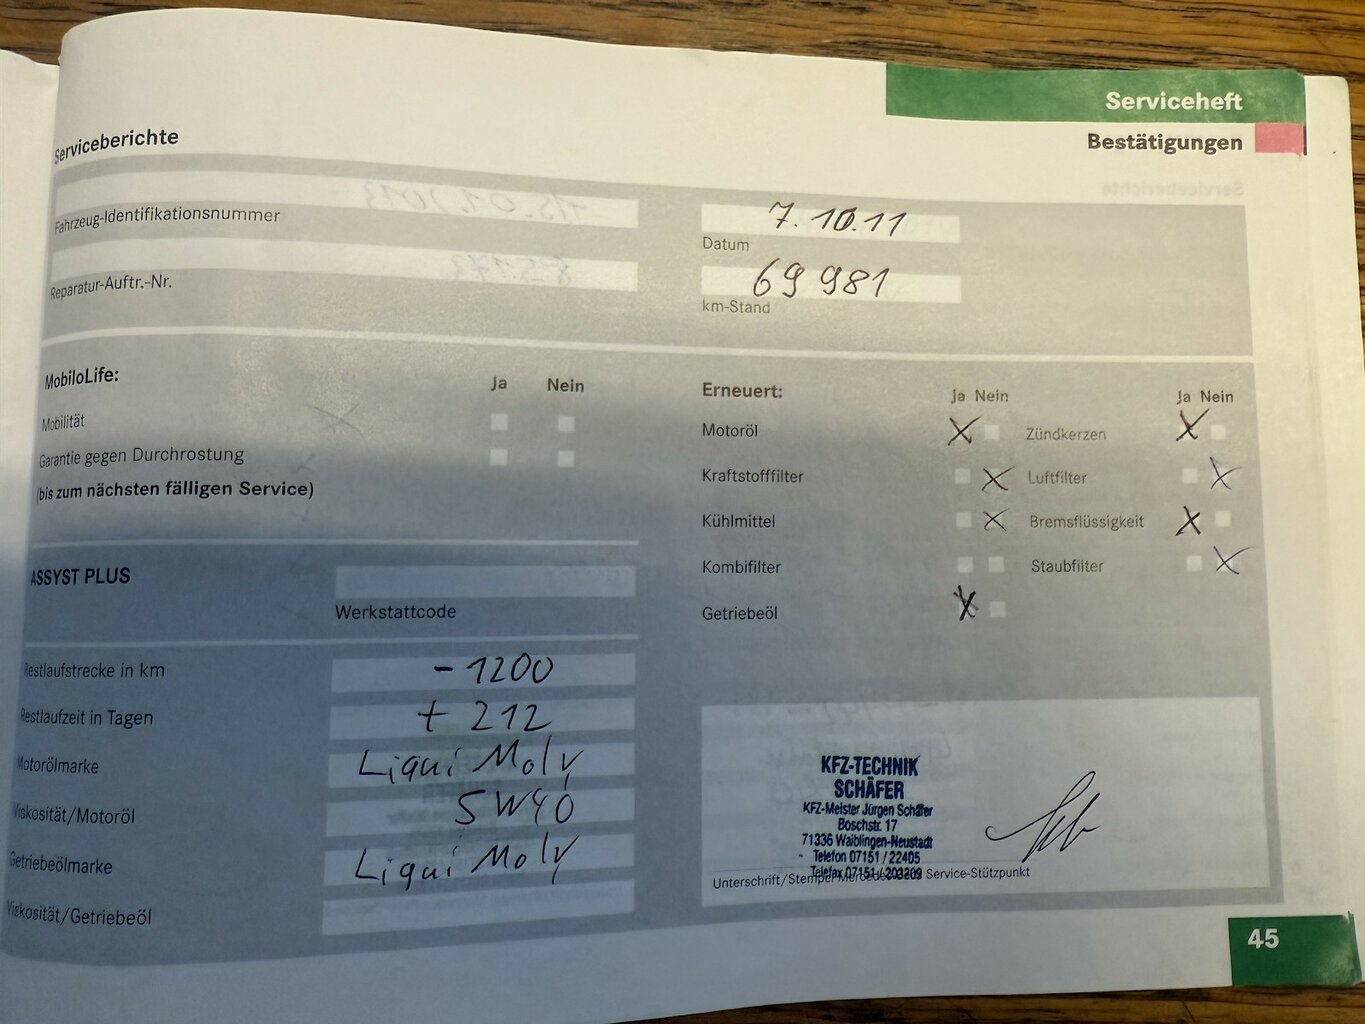 Serviceheft
Bestätigungen
Serviceberichte
Fahrzeug-Identifikationsnummer
7.10.11
Datum
Reparatur-Auftr.-Nr.
69 981
km-Stand
MobiloLife:
Ja Nein
Mobilität
Garantie gegen Durchrostung
(bis zum nächsten fälligen Service)
ASSYST PLUS
Werkstattcode
Restlaufstrecke in km - 1200
Restlaufzeit in Tagen + 212
Motorölmarke Liqui Moly
Viskosität/Motoröl 5W40
Getriebeölmarke Liqui Moly
Viskosität/Getriebeöl
Erneuert:
Ja Nein Ja Nein
Motoröl X Zündkerzen X
Kraftstofffilter X Luftfilter X
Kühlmittel X Bremsflüssigkeit X
Kombifilter Staubfilter X
Getriebeöl X
KFZ-TECHNIK
SCHÄFER
KFZ-Meister Jürgen Schäfer
Boschstr. 17
71336 Waiblingen-Neustadt
Telefon 07151 / 22405
Telefax 07151 / 203209
Unterschrift/Stempel Service-Stützpunkt
45